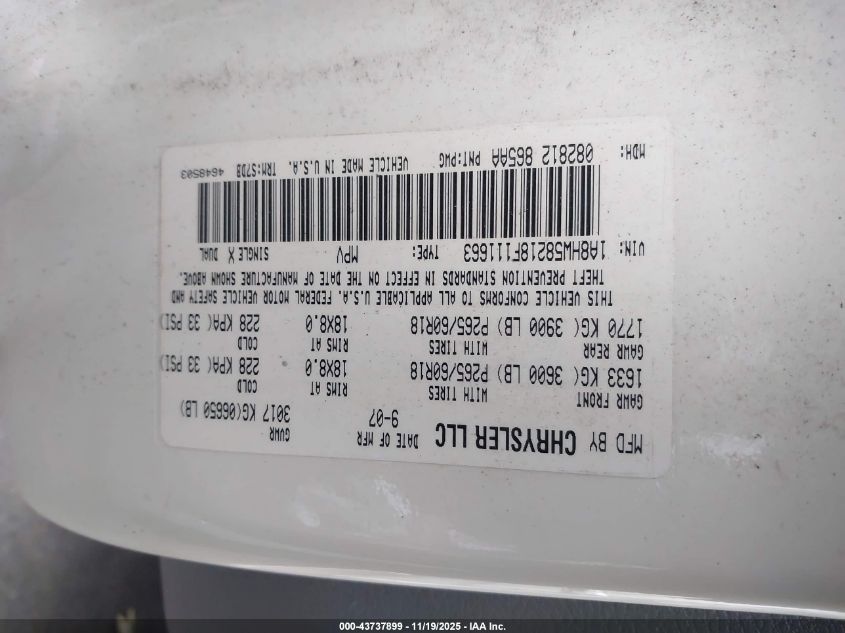 MFD BY CHRYSLER LLC DATE OF MFR 9-07 GVWR 3017 KG(06650 LB)
GAWR FRONT WITH TIRES RIMS AT COLD
1633 KG( 3600 LB) P265/60R18 18X8.0 228 KPA( 33 PSI)
GAWR REAR WITH TIRES RIMS AT COLD
1770 KG( 3900 LB) P265/60R18 18X8.0 228 KPA( 33 PSI)
THIS VEHICLE CONFORMS TO ALL APPLICABLE U.S.A. FEDERAL MOTOR VEHICLE SAFETY AND
THEFT PREVENTION STANDARDS IN EFFECT ON THE DATE OF MANUFACTURE SHOWN ABOVE.
VIN: 1A8HW58218F111663 TYPE: MPV SINGLE X DUAL
MDH: 082812 865AA PNT:PWG VEHICLE MADE IN U.S.A. TRM:S7DB 4648503
000-43737899 - 11/19/2025 - IAA Inc.